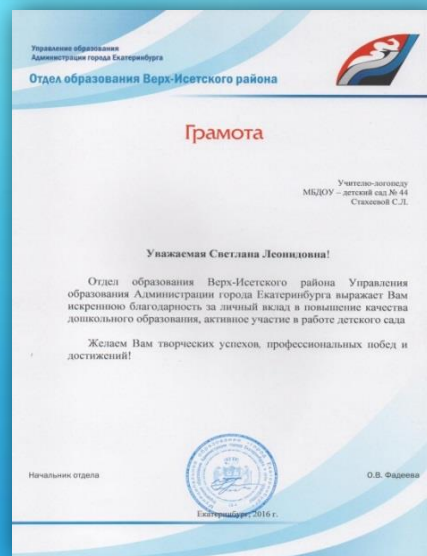 Управление образования
Администрации города Екатеринбурга
Отдел образования Верх-Исетского района
Грамота
Учителю-логопеду
МБДОУ – детский сад № 44
Стахеевой С.Л.
Уважаемая Светлана Леонидовна!
Отдел образования Верх-Исетского района Управления
образования Администрации города Екатеринбурга выражает Вам
искреннюю благодарность за личный вклад в повышение качества
дошкольного образования, активное участие в работе детского сада
Желаем Вам творческих успехов, профессиональных побед и
достижений!
Начальник отдела
О.В. Фадеева
Екатеринбург, 2016 г.